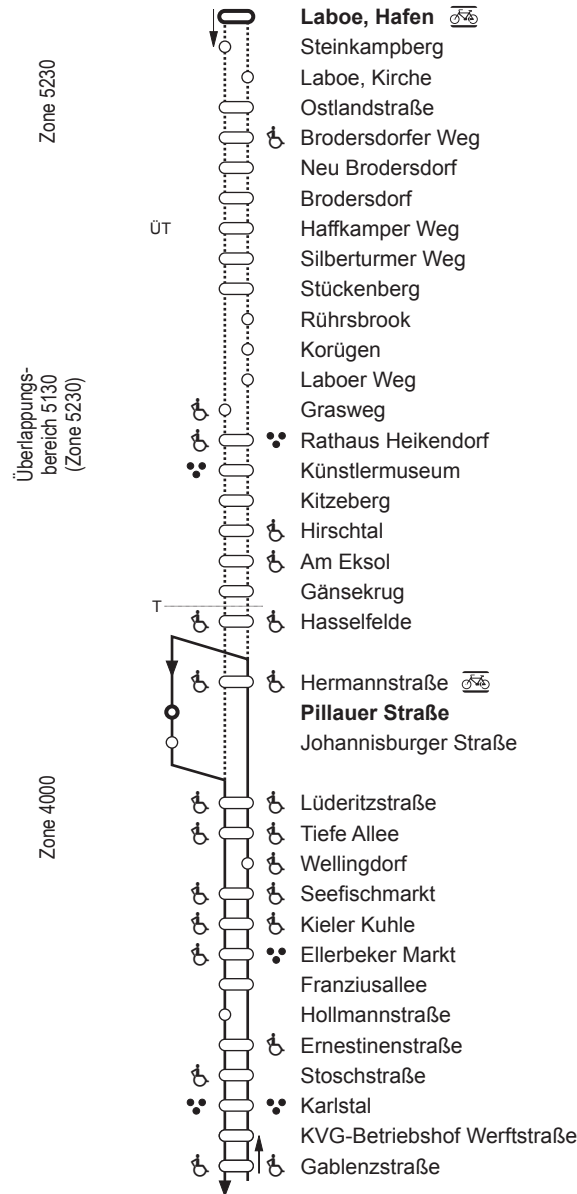 Laboe, Hafen
Steinkampberg
Laboe, Kirche
Ostlandstraße
Brodersdorfer Weg
Neu Brodersdorf
Brodersdorf
Haffkamper Weg
Silberturmer Weg
Stückenberg
Rührsbrook
Korügen
Laboer Weg
Grasweg
Rathaus Heikendorf
Künstlermuseum
Kitzeberg
Hirschtal
Am Eksol
Gänsekrug
Hasselfelde
Hermannstraße
Pillauer Straße
Johannisburger Straße
Lüderitzstraße
Tiefe Allee
Wellingdorf
Seefischmarkt
Kieler Kuhle
Ellerbeker Markt
Franziusallee
Hollmannstraße
Ernestinenstraße
Stoschstraße
Karlstal
KVG-Betriebshof Werftstraße
Gablenzstraße
Zone 5230
ÜT
Überlappungs-
bereich 5130
(Zone 5230)
T
Zone 4000